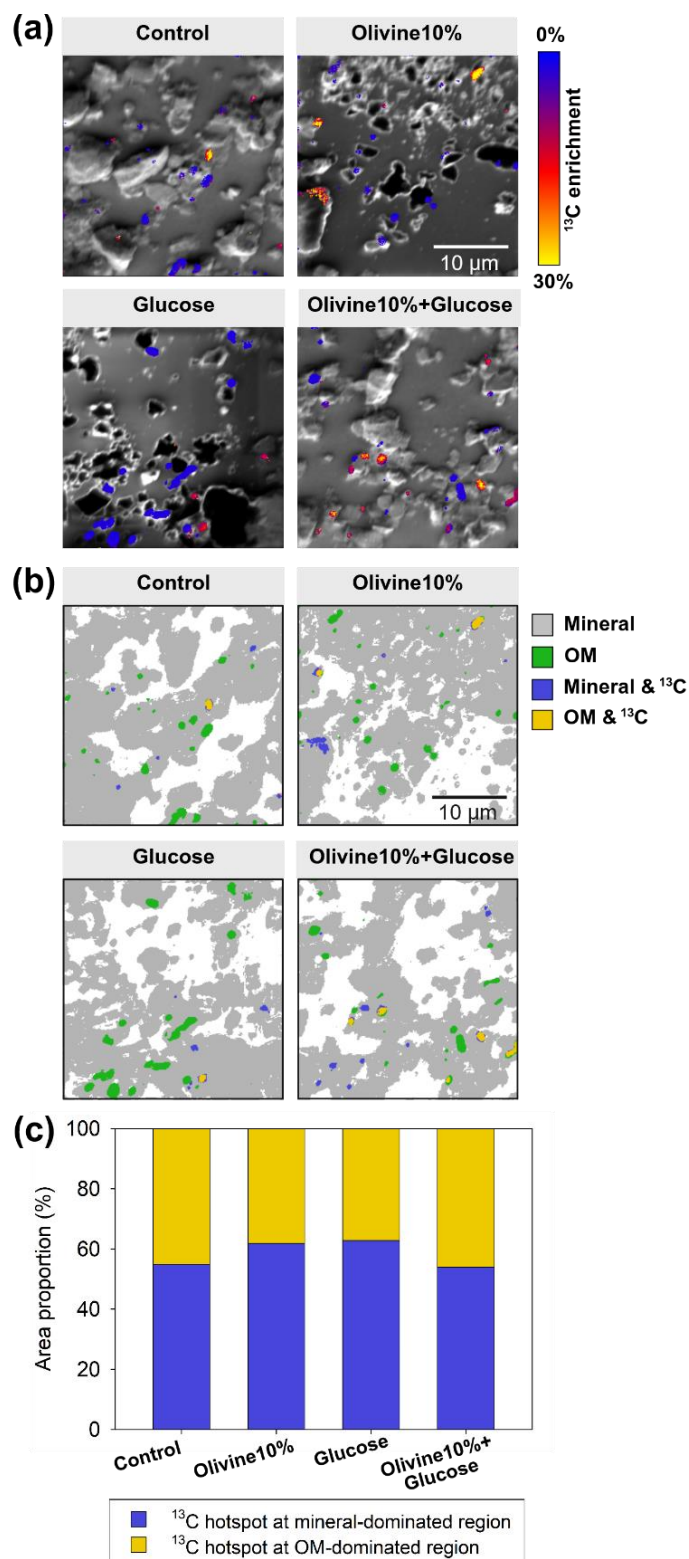 (a)
Control
Olivine10%
0%
¹³C enrichment
30%
10 µm
Glucose
Olivine10%+Glucose
(b)
Control
Olivine10%
Mineral
OM
Mineral & ¹³C
OM & ¹³C
10 µm
Glucose
Olivine10%+Glucose
(c)
100
80
60
40
20
0
Area proportion (%)
Control
Olivine10%
Glucose
Olivine10%+
Glucose
¹³C hotspot at mineral-dominated region
¹³C hotspot at OM-dominated region